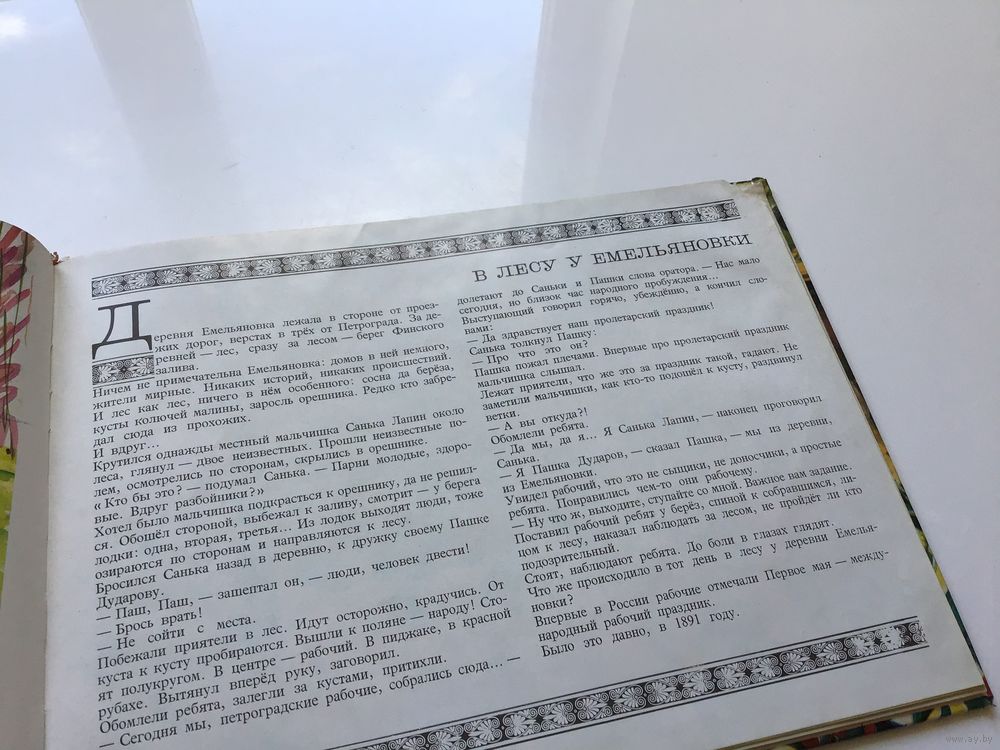 В ЛЕСУ У ЕМЕЛЬЯНОВКИ
Деревня Емельяновка лежала в стороне от проез-
жих дорог, верстах в трёх от Петрограда. За де-
ревней — лес, сразу за лесом — берег Финского
залива.
Ничем не примечательна Емельяновка: домов в ней немного,
жители мирные. Никаких историй, никаких происшествий.
И лес как лес, ничего в нём особенного: сосна да берёза,
кусты колючей малины, заросль орешника. Редко кто забре-
дал сюда из прохожих.
И вдруг...
Крутился однажды местный мальчишка Санька Лапин около
леса, глянул — двое неизвестных. Прошли неизвестные по-
лем, осмотрелись по сторонам, скрылись в орешнике.
« Кто бы это? — подумал Санька. — Парни молодые, здоро-
вые. Вдруг разбойники?»
Хотел было мальчишка подкрасться к орешнику, да не решил-
ся. Обошёл стороной, выбежал к заливу, смотрит — у берега
лодки: одна, вторая, третья... Из лодок выходят люди, тоже
озираются по сторонам и направляются к лесу.
Бросился Санька назад в деревню, к дружку своему Пашке
Дударову.
— Паш, Паш, — зашептал он, — люди, человек двести!
— Брось врать!
— Не сойти с места.
Побежали приятели в лес. Идут осторожно, крадучись. От
куста к кусту пробираются. Вышли к поляне — народу! Сто-
ят полукругом. В центре — рабочий. В пиджаке, в красной
рубахе. Вытянул вперёд руку, заговорил.
Обомлели ребята, залегли за кустами, притихли.
— Сегодня мы, петроградские рабочие, собрались сюда... —
долетают до Саньки и Пашки слова оратора. — Нас мало
сегодня, но близок час народного пробуждения...
Выступающий говорил горячо, убеждённо, а кончил сло-
вами:
— Да здравствует наш пролетарский праздник!
Санька толкнул Пашку:
— Про что это он?
Пашка пожал плечами. Впервые про пролетарский праздник
мальчишка слышал.
Лежат приятели, что же это за праздник такой, гадают. Не
заметили мальчишки, как кто-то подошёл к кусту, раздвинул
ветки.
— А вы откуда?!
Обомлели ребята.
— Да мы, да я... Я Санька Лапин, — наконец проговорил
Санька.
— Я Пашка Дударов, — сказал Пашка, — мы из деревни,
из Емельяновки.
Увидел рабочий, что это не сыщики, не доносчики, а простые
ребята. Понравились чем-то они рабочему.
— Ну что ж, выходите, ступайте со мной. Важное вам задание.
Поставил рабочий ребят у берёз, спиной к собравшимся, ли-
цом к лесу, наказал наблюдать за лесом, не пройдёт ли кто
подозрительный.
Стоят, наблюдают ребята. До боли в глазах глядят.
Что же происходило в тот день в лесу у деревни Емелья-
новки?
Впервые в России рабочие отмечали Первое мая — между-
народный рабочий праздник.
Было это давно, в 1891 году.
www.ay.by